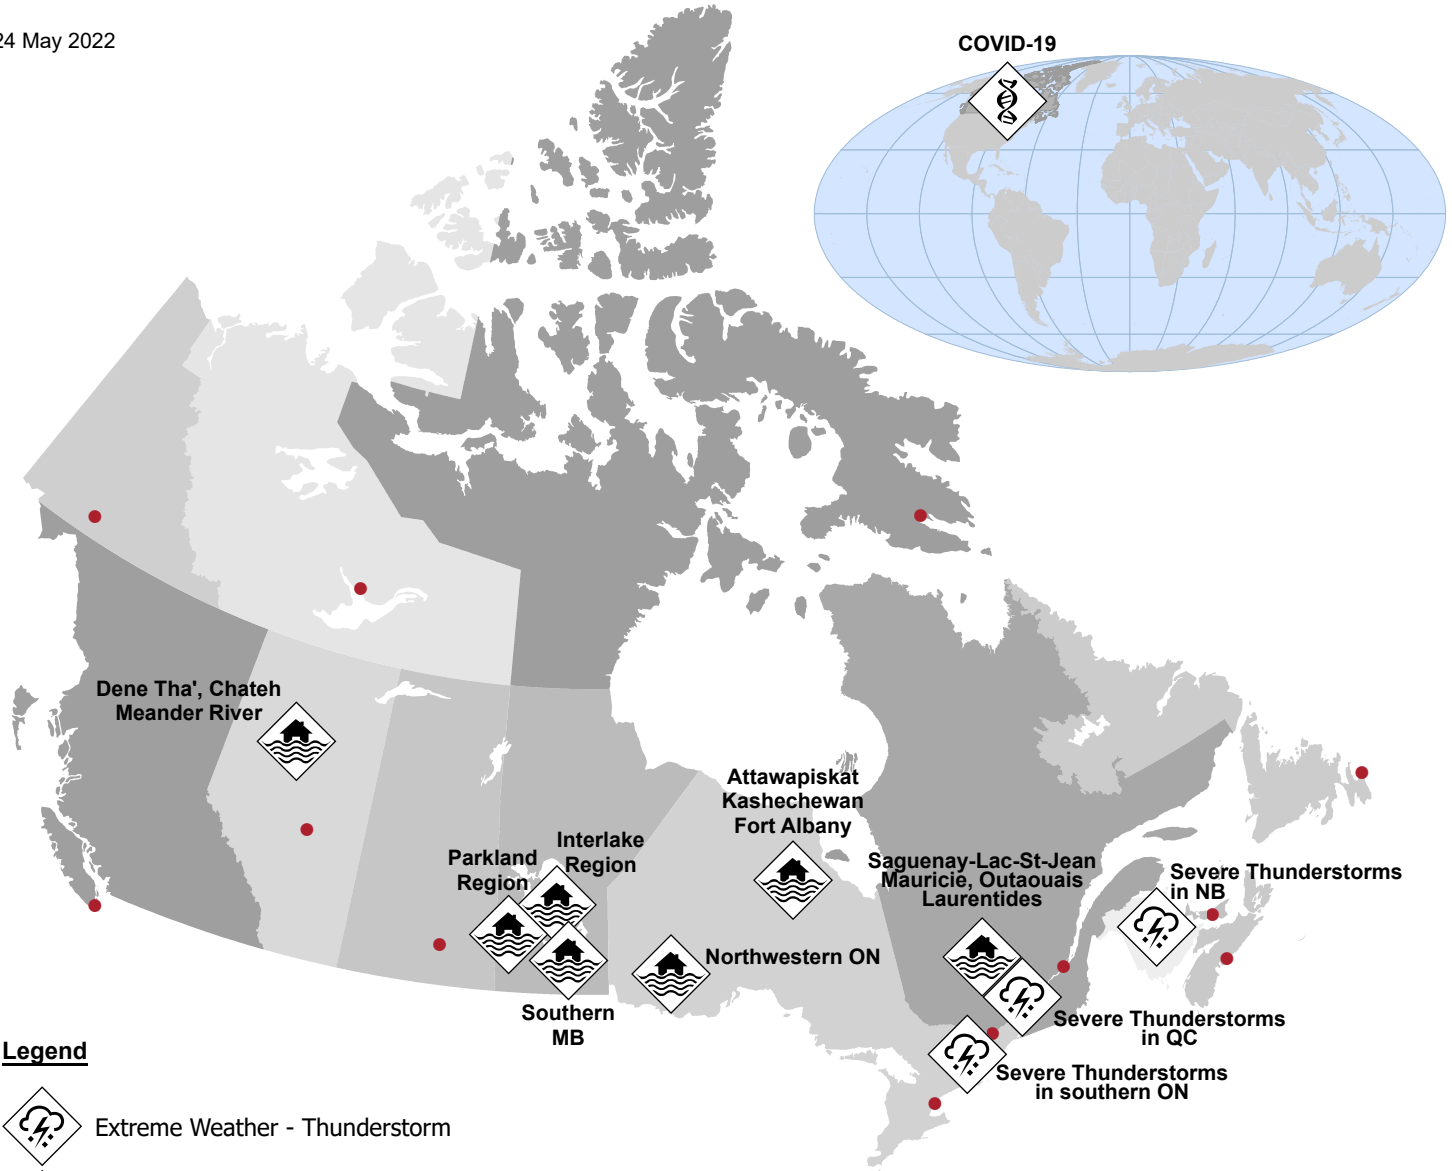 24 May 2022
COVID-19
Dene Tha', Chateh
Meander River
Attawapiskat
Kashechewan
Fort Albany
Interlake
Region
Parkland
Region
Saguenay-Lac-St-Jean
Mauricie, Outaouais
Laurentides
Severe Thunderstorms
in NB
Northwestern ON
Southern
MB
Severe Thunderstorms
in QC
Severe Thunderstorms
in southern ON
Legend
Extreme Weather - Thunderstorm